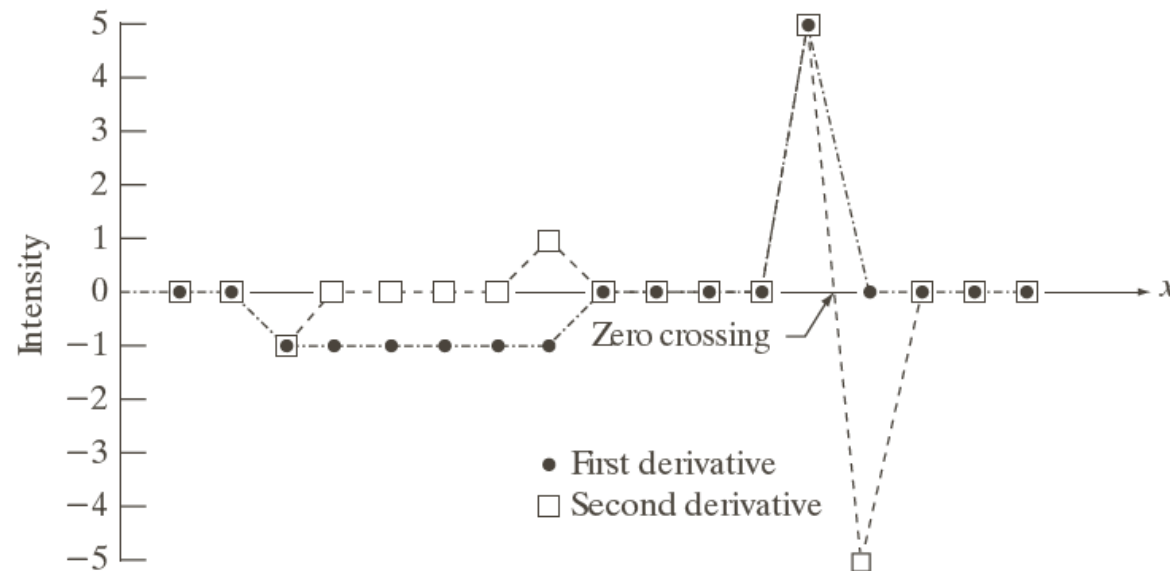 5
4
3
2
1
0
−1
−2
−3
−4
−5
Intensity
x
Zero crossing
First derivative
Second derivative